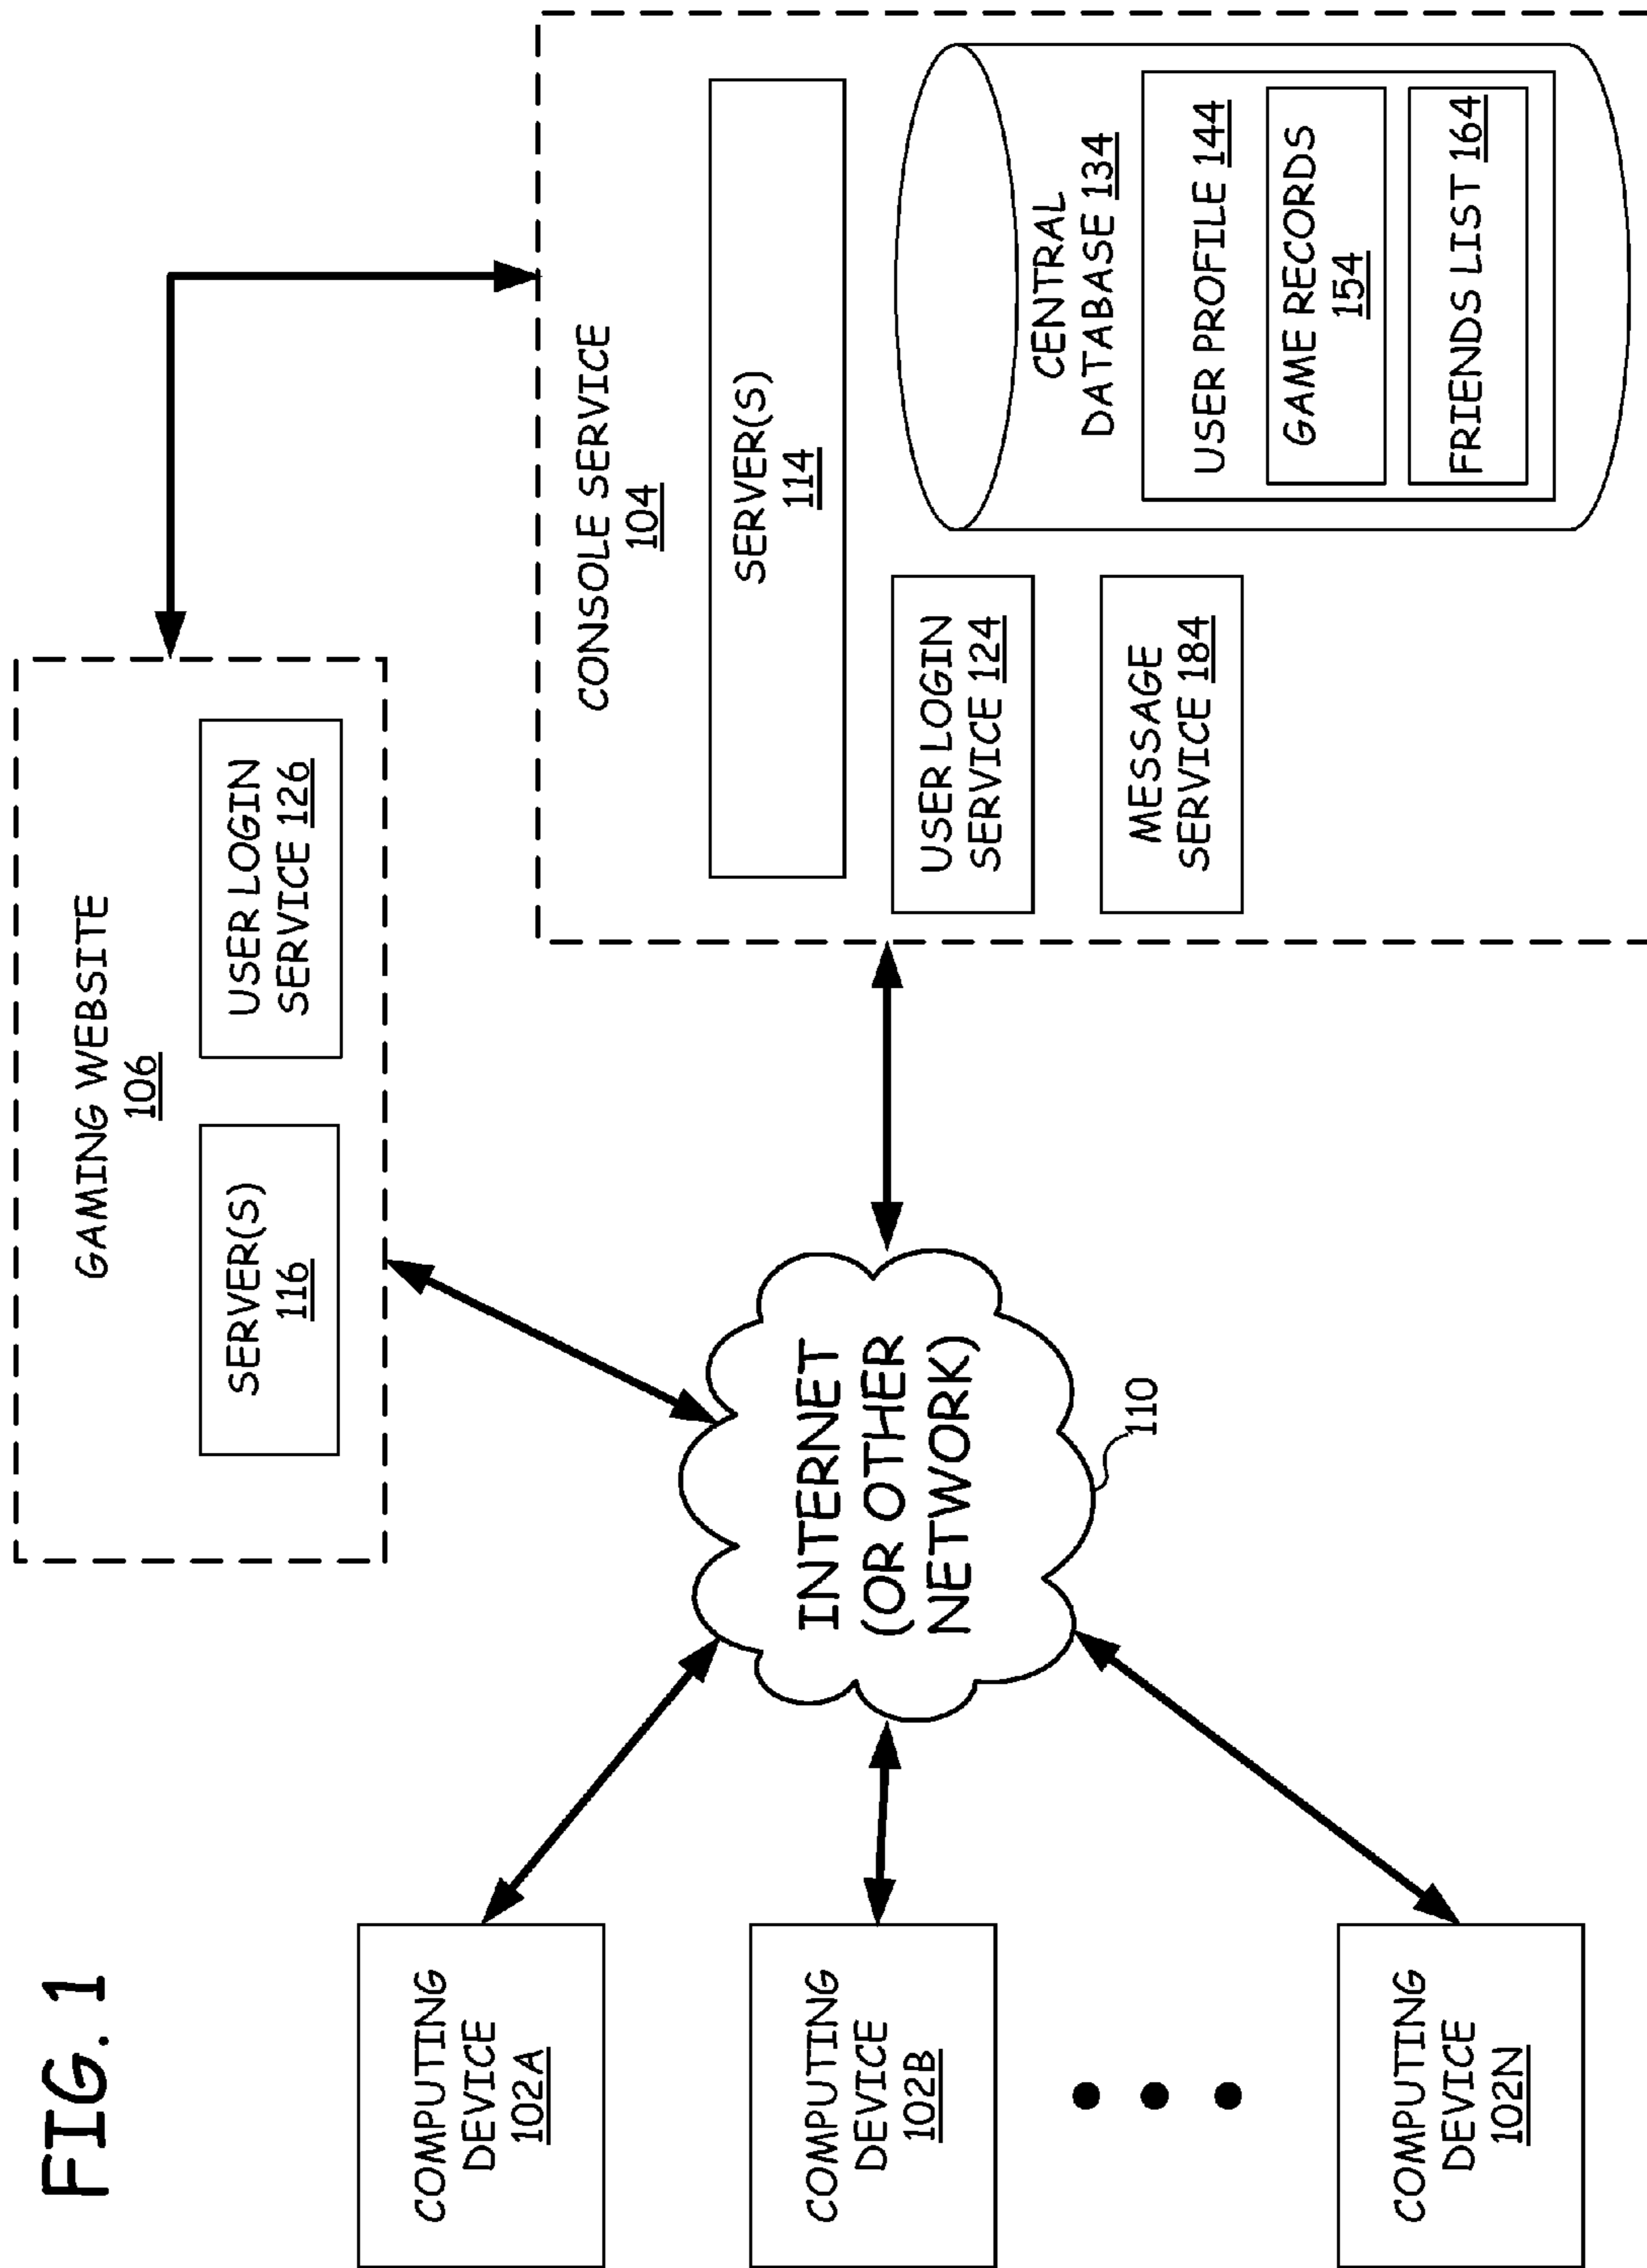 FIG. 1
GAMING WEBSITE
106
SERVER(S)
116
USER LOGIN
SERVICE 126
COMPUTING
DEVICE
102A
COMPUTING
DEVICE
102B
COMPUTING
DEVICE
102N
INTERNET
(OR OTHER
NETWORK)
110
CONSOLE SERVICE
104
SERVER(S)
114
USER LOGIN
SERVICE 124
MESSAGE
SERVICE 184
CENTRAL
DATABASE 134
USER PROFILE 144
GAME RECORDS
154
FRIENDS LIST 164